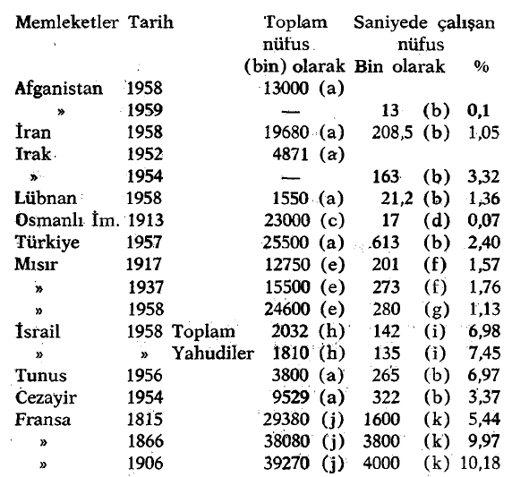 Memleketler Tarih Toplam Saniyede çalışan
nüfus nüfus
(bin) olarak Bin olarak %
Afganistan 1958 13000 (a)
» 1959 — 13 (b) 0,1
İran 1958 19680 (a) 208,5 (b) 1,05
Irak 1952 4871 (a)
» 1954 — 163 (b) 3,32
Lübnan 1958 1550 (a) 21,2 (b) 1,36
Osmanlı İm. 1913 23000 (c) 17 (d) 0,07
Türkiye 1957 25500 (a) 613 (b) 2,40
Mısır 1917 12750 (e) 201 (f) 1,57
» 1937 15500 (e) 273 (f) 1,76
» 1958 24600 (e) 280 (g) 1,13
İsrail 1958 Toplam 2032 (h) 142 (i) 6,98
» » Yahudiler 1810 (h) 135 (i) 7,45
Tunus 1956 3800 (a) 265 (b) 6,97
Cezayir 1954 9529 (a) 322 (b) 3,37
Fransa 1815 29380 (j) 1600 (k) 5,44
» 1866 38080 (j) 3800 (k) 9,97
» 1906 39270 (j) 4000 (k) 10,18